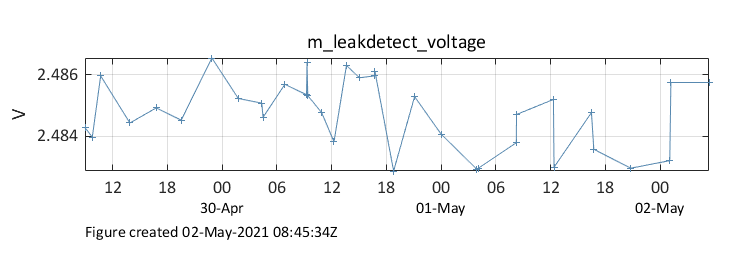 m_leakdetect_voltage
2.486
V
2.484
12 18 00 06 12 18 00 06 12 18 00
30-Apr 01-May 02-May
Figure created 02-May-2021 08:45:34Z